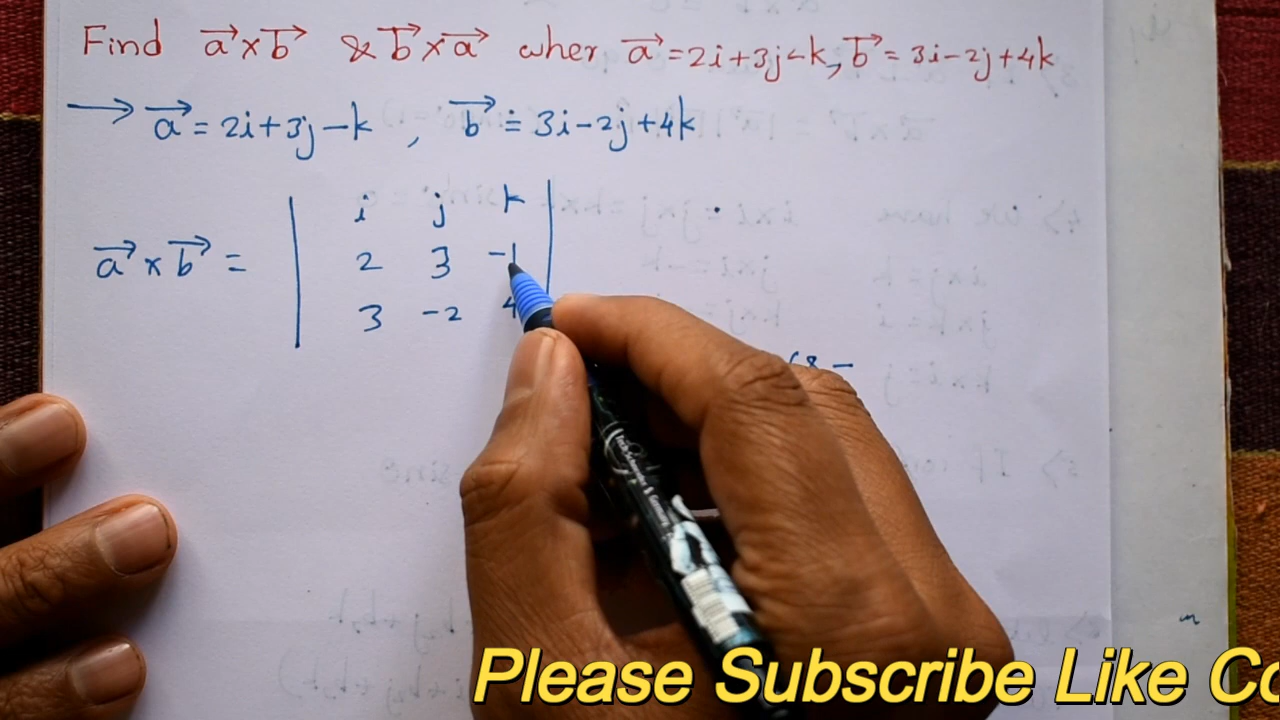 Find a×b & b×a wher a=2i+3j-k, b=3i-2j+4k
→ a=2i+3j-k, b=3i-2j+4k
i j k
a×b= 2 3 -1
3 -2 4
(8-
Please Subscribe Like Co